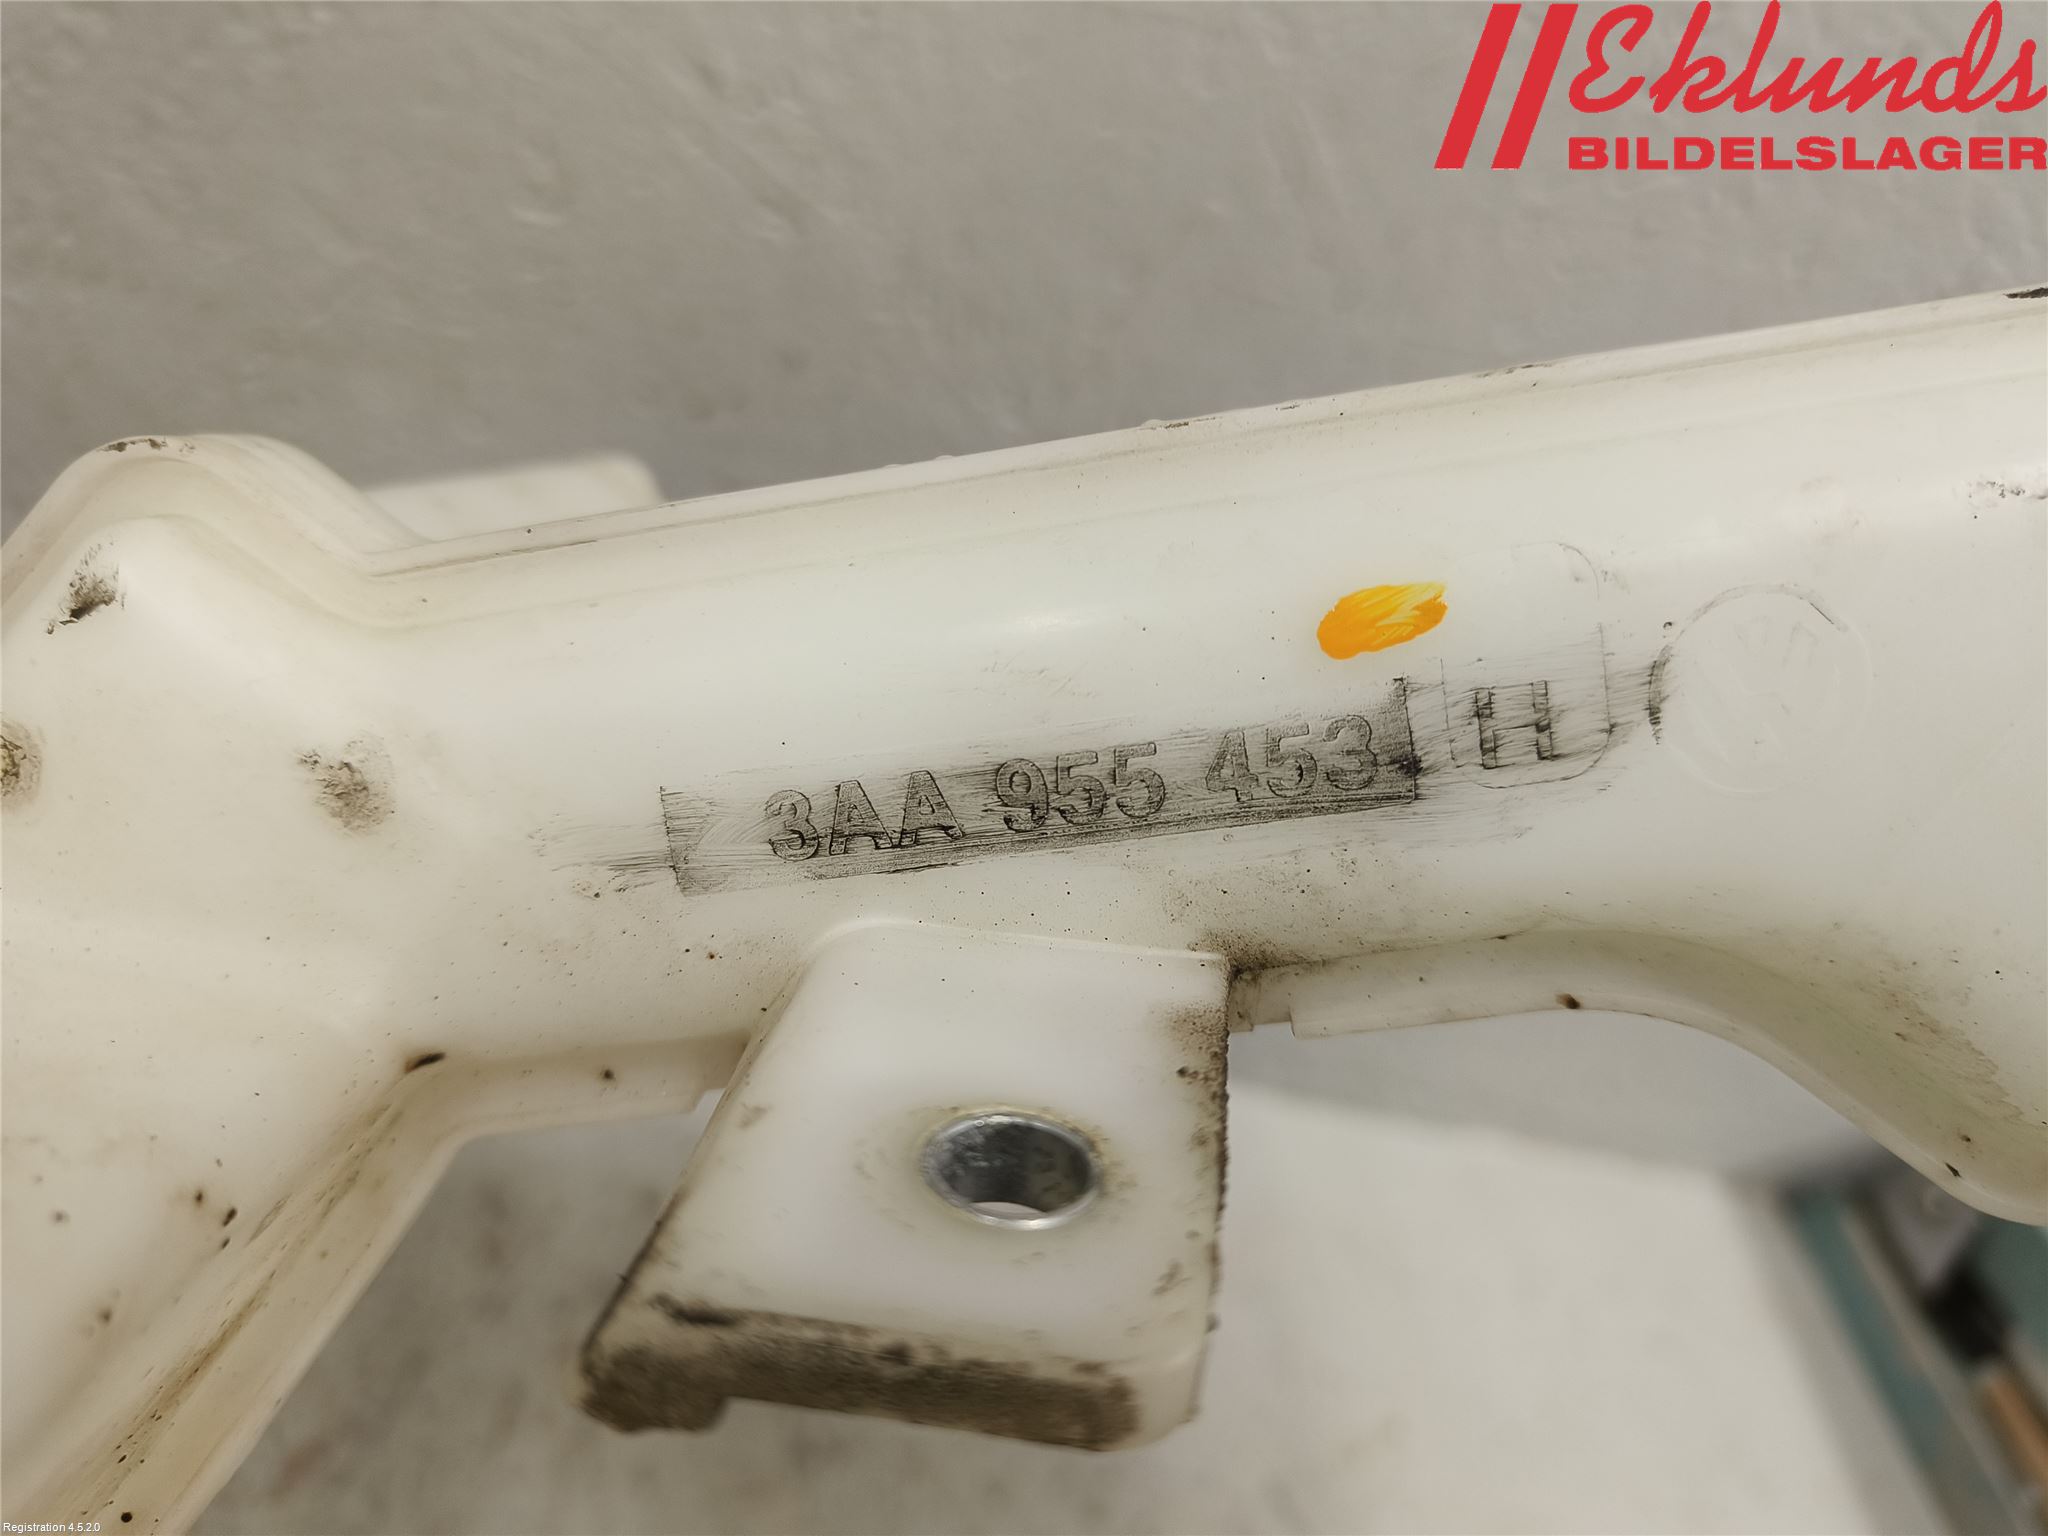 Eklunds
BILDELSLAGER
3AA 955 453 H
Registration 4.5.2.0